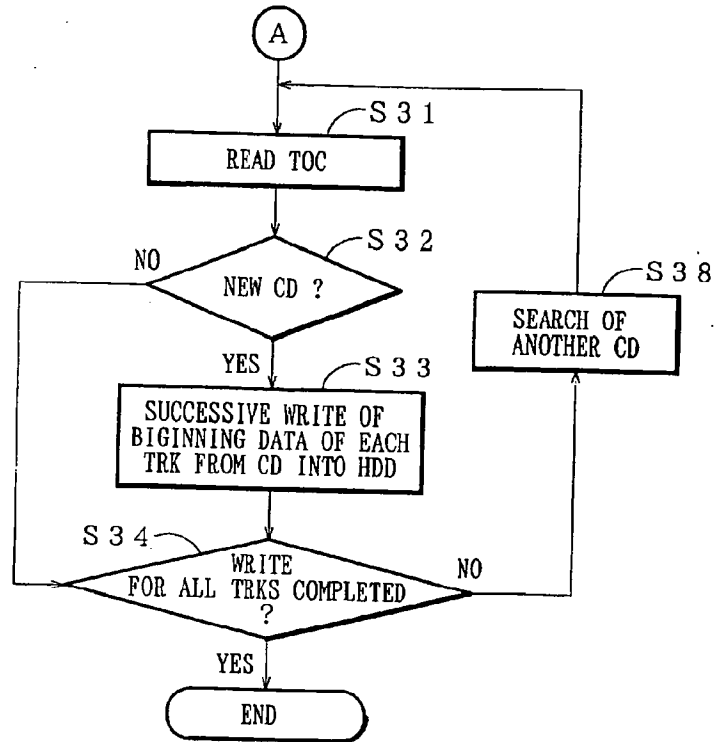 A
S31
READ TOC
S32
NO
NEW CD ?
S38
SEARCH OF
ANOTHER CD
YES
S33
SUCCESSIVE WRITE OF
BIGINNING DATA OF EACH
TRK FROM CD INTO HDD
S34
WRITE
FOR ALL TRKS COMPLETED
?
NO
YES
END